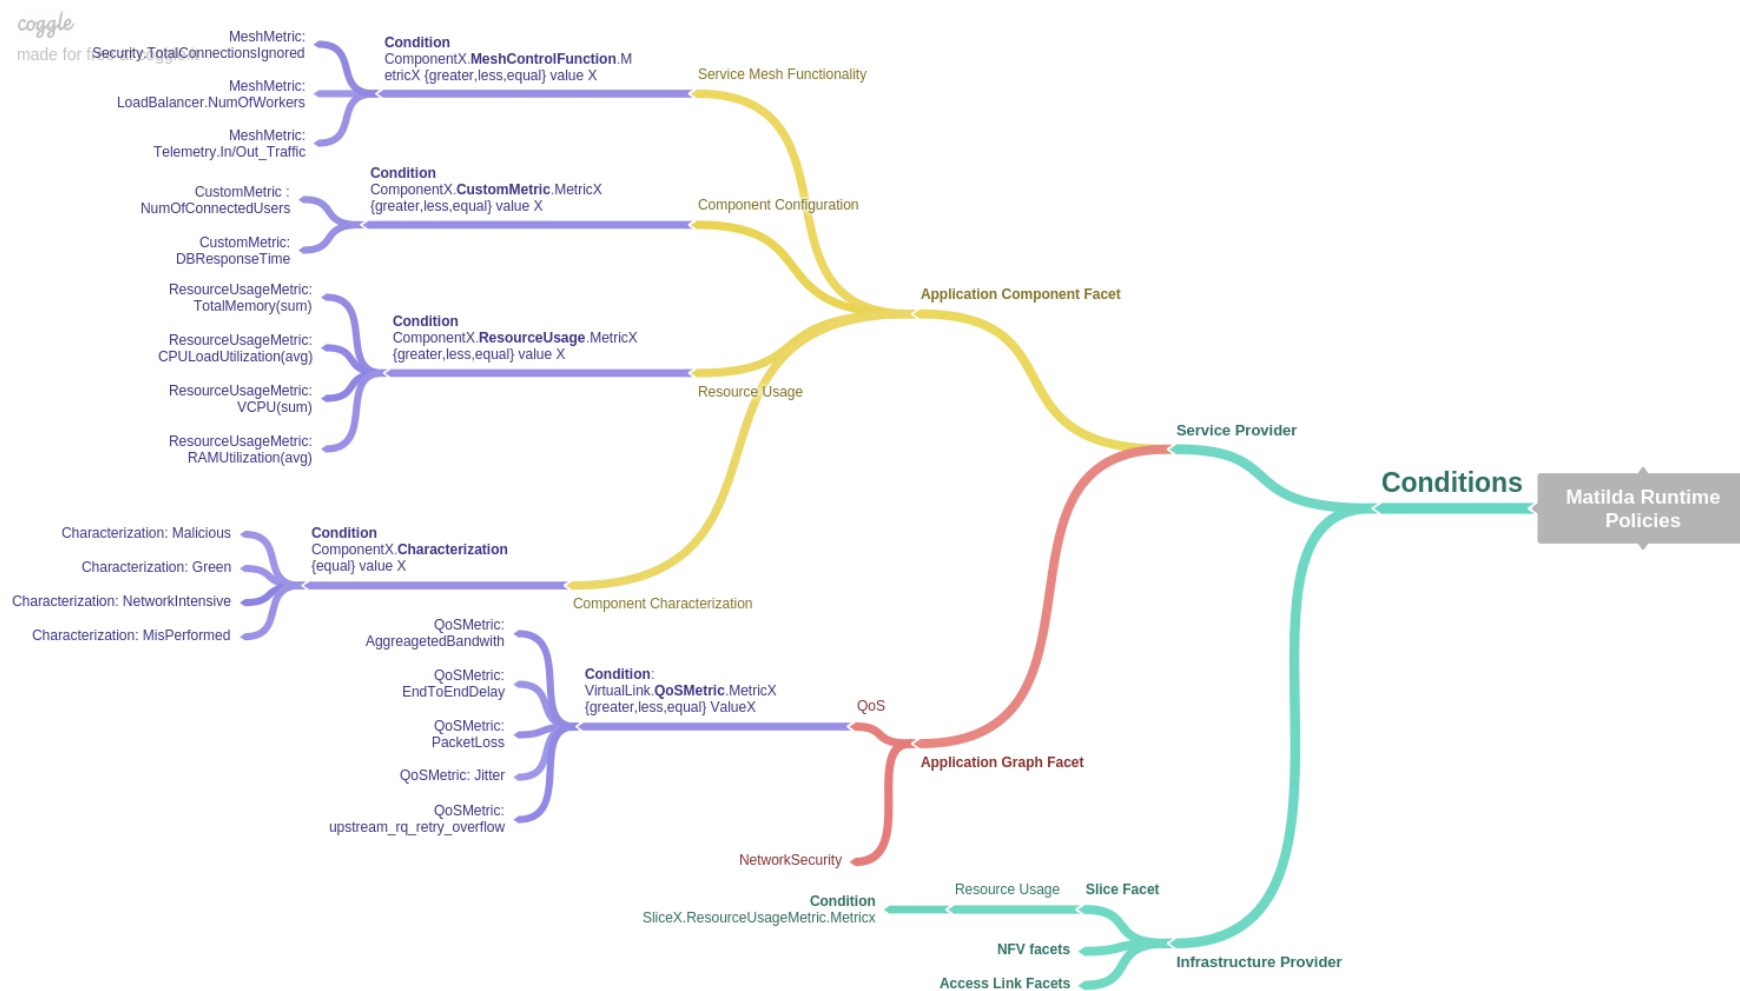 coggle
made for free at coggle.it
MeshMetric:
Security.TotalConnectionsIgnored
MeshMetric:
LoadBalancer.NumOfWorkers
MeshMetric:
Telemetry.In/Out_Traffic
Condition
ComponentX.MeshControlFunction.M
etricX {greater,less,equal} value X
Service Mesh Functionality
CustomMetric :
NumOfConnectedUsers
CustomMetric:
DBResponseTime
Condition
ComponentX.CustomMetric.MetricX
{greater,less,equal} value X
Component Configuration
ResourceUsageMetric:
TotalMemory(sum)
ResourceUsageMetric:
CPULoadUtilization(avg)
ResourceUsageMetric:
VCPU(sum)
ResourceUsageMetric:
RAMUtilization(avg)
Condition
ComponentX.ResourceUsage.MetricX
{greater,less,equal} value X
Resource Usage
Application Component Facet
Characterization: Malicious
Characterization: Green
Characterization: NetworkIntensive
Characterization: MisPerformed
Condition
ComponentX.Characterization
{equal} value X
Component Characterization
Service Provider
Conditions
Matilda Runtime
Policies
QoSMetric:
AggreagetedBandwith
QoSMetric:
EndToEndDelay
QoSMetric:
PacketLoss
QoSMetric: Jitter
QoSMetric:
upstream_rq_retry_overflow
Condition:
VirtualLink.QoSMetric.MetricX
{greater,less,equal} ValueX
QoS
Application Graph Facet
NetworkSecurity
Condition
SliceX.ResourceUsageMetric.Metricx
Resource Usage
Slice Facet
NFV facets
Access Link Facets
Infrastructure Provider